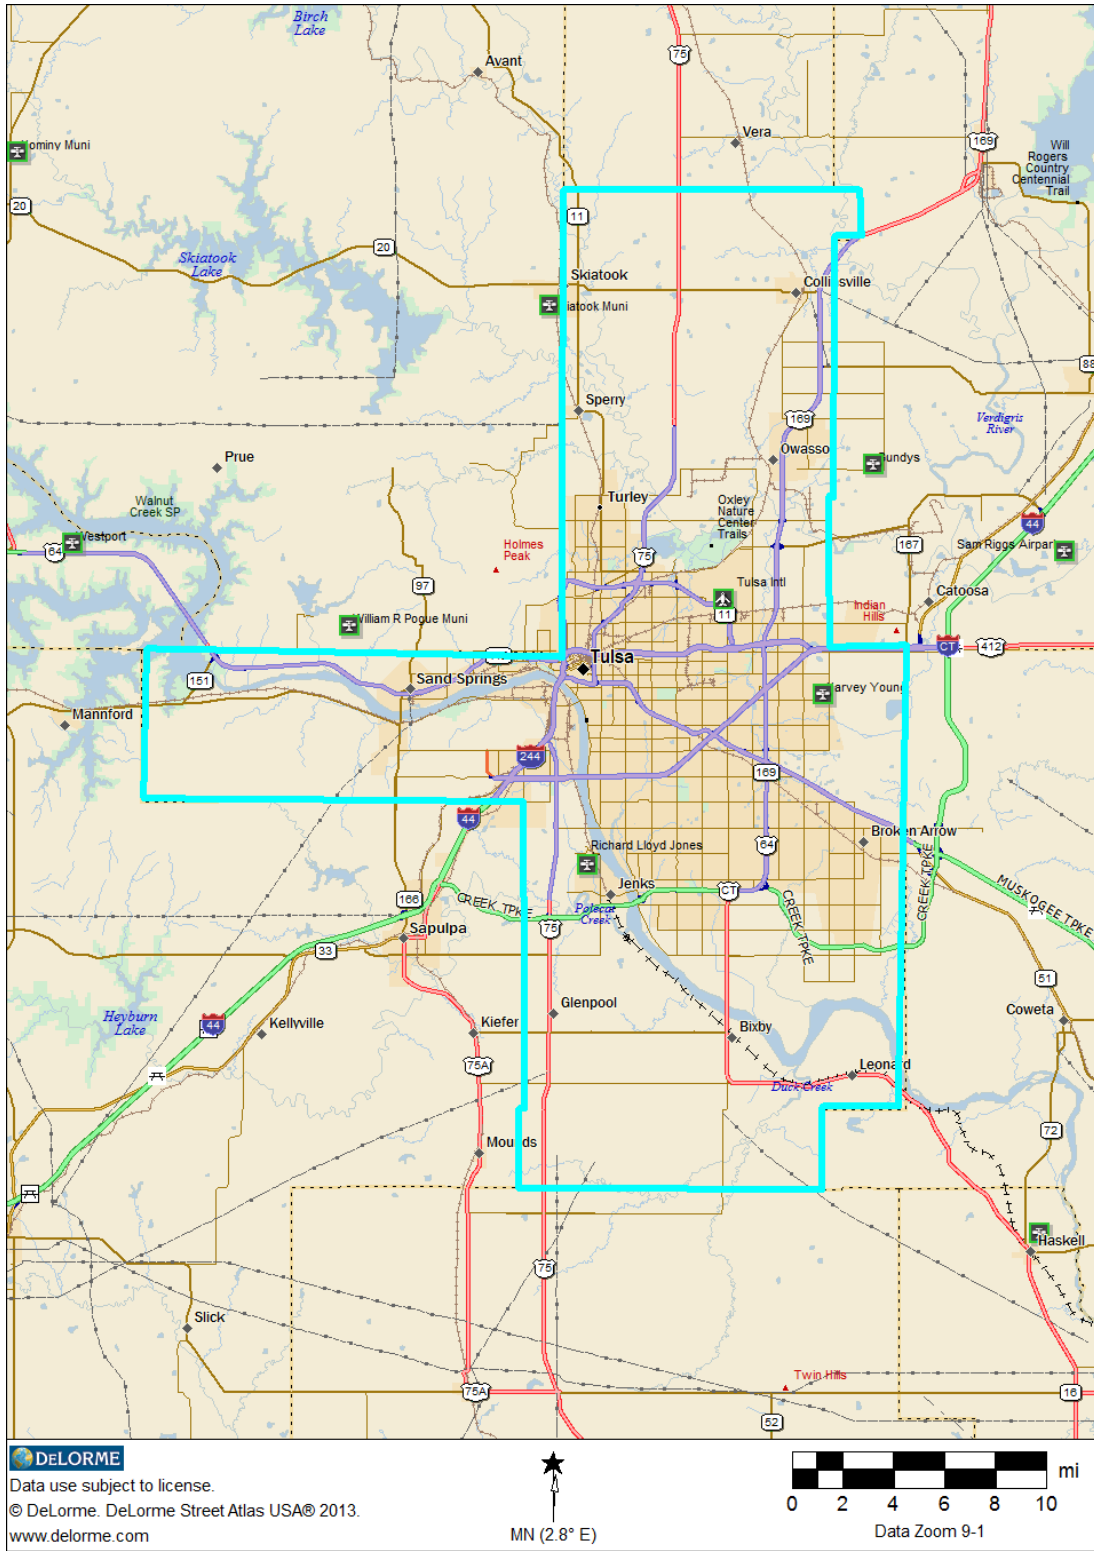 Birch
Lake
Avant
75
Vera
169
Will
Rogers
Country
Centennial
Trail
Hominy Muni
20
11
20
Skiatook
Lake
Skiatook
Collinsville
Skiatook Muni
88
Sperry
169
Verdigris
River
Owasso
Gundys
Prue
Walnut
Creek SP
Turley
Oxley
Nature
Center
Trails
44
Westport
64
Holmes
Peak
75
167
Sam Riggs Airpark
97
Tulsa Intl
11
Catoosa
William R Pogue Muni
Indian
Hills
CT
412
Tulsa
151
Sand Springs
Harvey Young
Mannford
244
169
44
Broken Arrow
64
Richard Lloyd Jones
Jenks
CT
CREEK TPKE
166
CREEK TPKE
Polecat
Creek
CREEK TPKE
MUSKOGEE TPKE
75
Sapulpa
33
51
Glenpool
Heyburn
Lake
44
Kellyville
Kiefer
Bixby
Coweta
75A
Leonard
Duck Creek
72
Mounds
Haskell
75
Slick
Twin Hills
75A
16
52
DELORME
Data use subject to license.
© DeLorme. DeLorme Street Atlas USA® 2013.
www.delorme.com
MN (2.8° E)
mi
0 2 4 6 8 10
Data Zoom 9-1